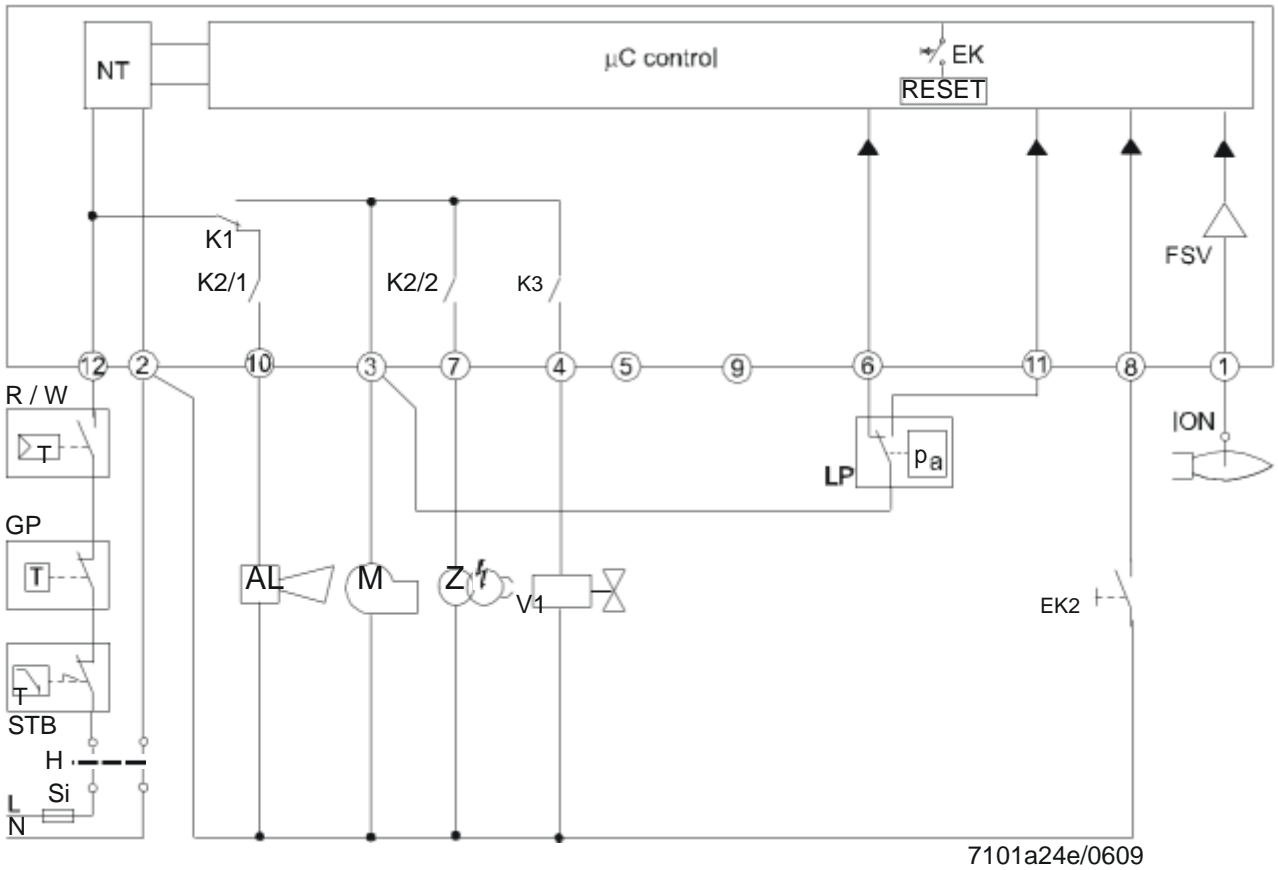 NT
μC control
EK
RESET
FSV
K1
K2/1
K2/2
K3
12
2
10
3
7
4
5
9
6
11
8
1
R / W
T
ION
LP
pa
GP
T
AL
M
Z
V1
EK2
T
STB
H
Si
L
N
7101a24e/0609